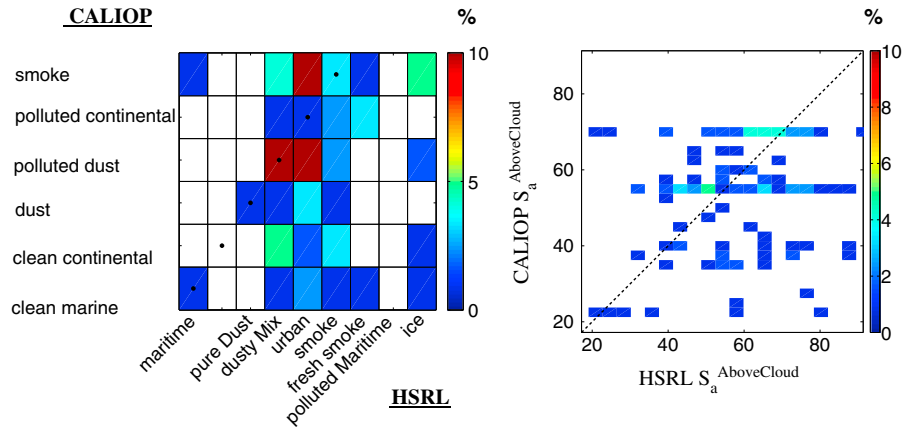 CALIOP
%
10
5
0
smoke
polluted continental
polluted dust
dust
clean continental
clean marine
maritime
pure Dust
dusty Mix
urban
smoke
fresh smoke
polluted Maritime
ice
HSRL
%
10
8
6
4
2
0
80
60
40
20
CALIOP S_a^AboveCloud
20 40 60 80
HSRL S_a^AboveCloud